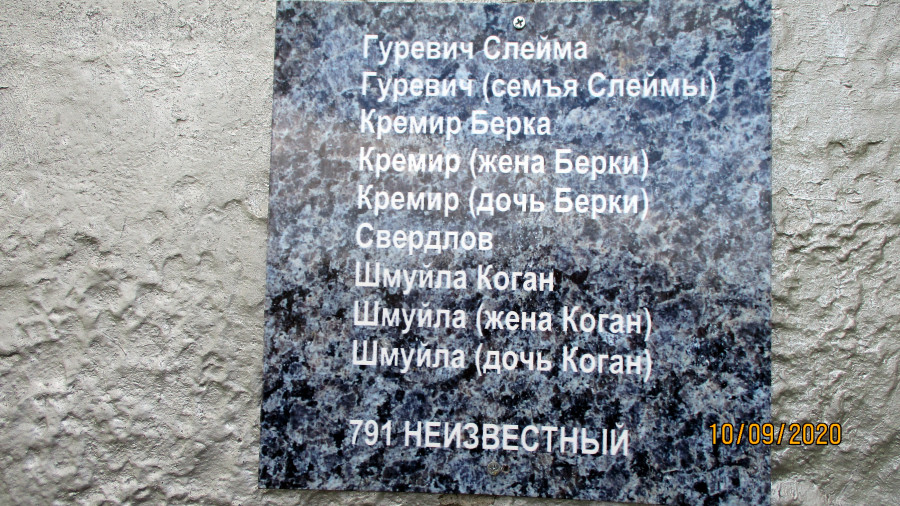 Гуревич Слейма
Гуревич (семъя Слеймы)
Кремир Берка
Кремир (жена Берки)
Кремир (дочь Берки)
Свердлов
Шмуйла Коган
Шмуйла (жена Коган)
Шмуйла (дочь Коган)
791 НЕИЗВЕСТНЫЙ
10/09/2020